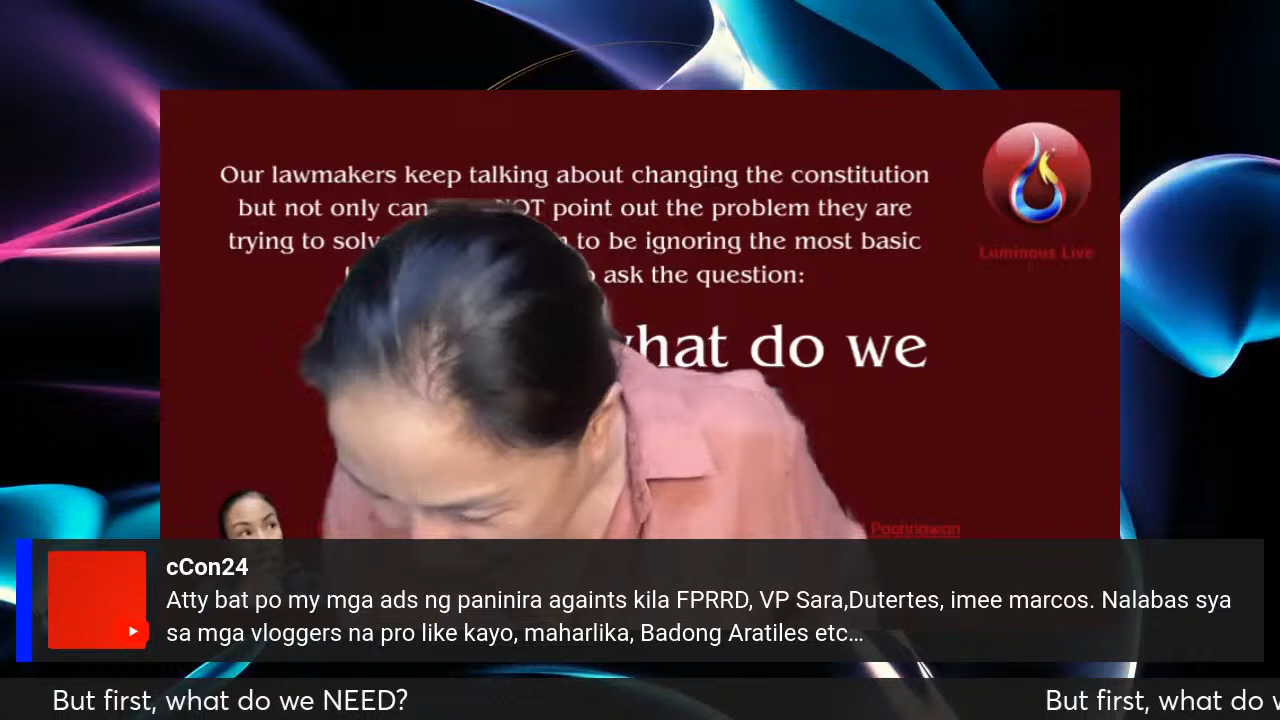 Our lawmakers keep talking about changing the constitution
but not only can NOT point out the problem they are
trying to solv to be ignoring the most basic
ask the question:
what do we
Luminous Live
Paghingawan
cCon24
Atty bat po my mga ads ng paninira againts kila FPRRD, VP Sara,Dutertes, imee marcos. Nalabas sya
sa mga vloggers na pro like kayo, maharlika, Badong Aratiles etc...
But first, what do we NEED? But first, what do w